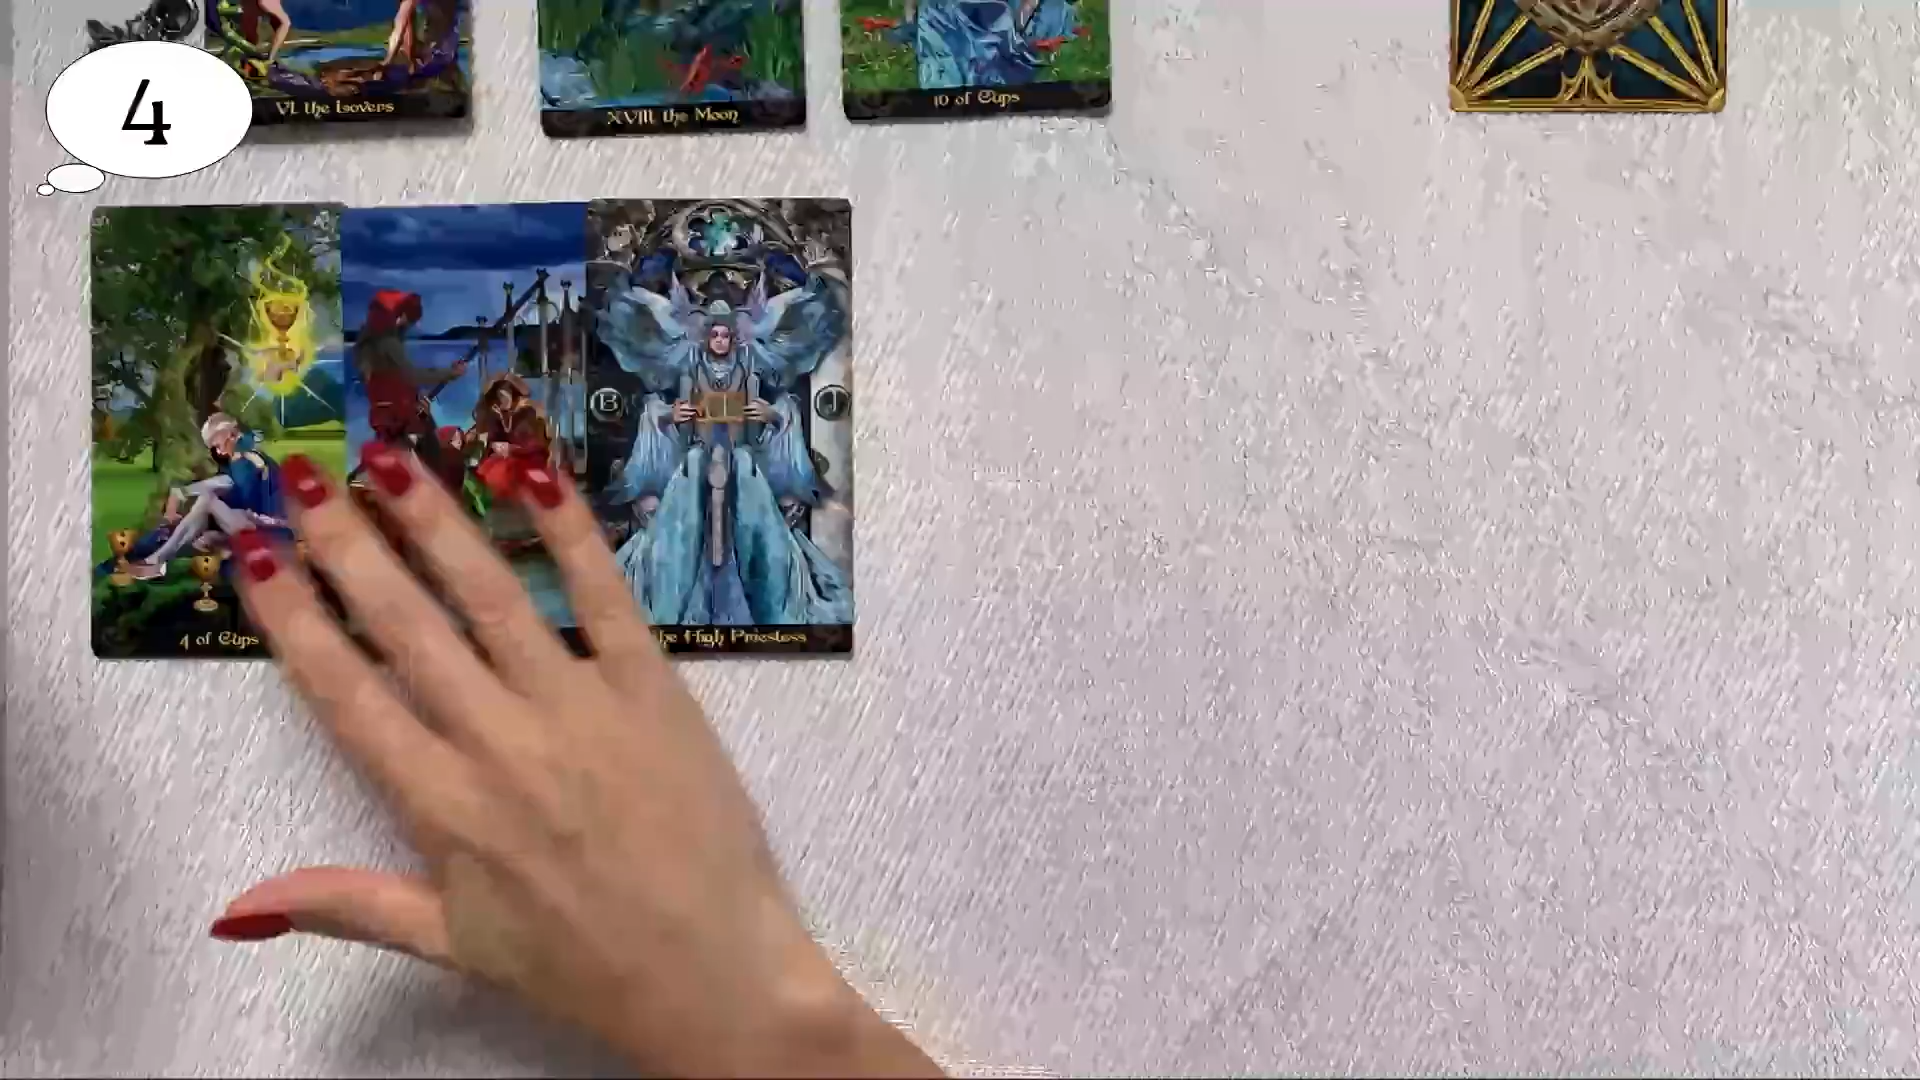 4
VI the Lovers
XVIII the Moon
10 of Cups
B
J
4 of Cups
the High Priestess